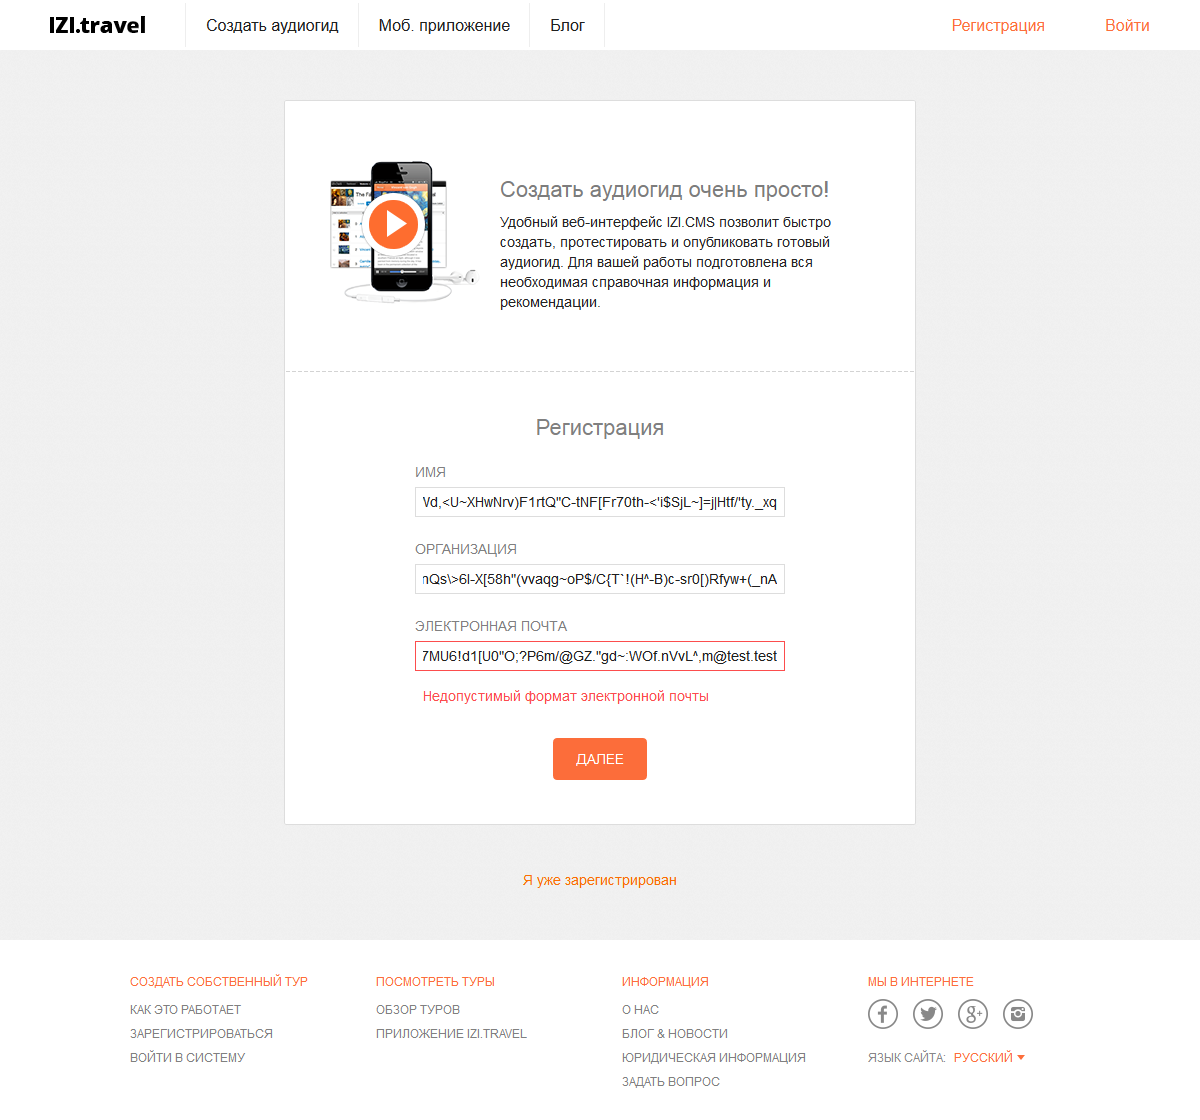 IZI.travel
Создать аудиогид
Моб. приложение
Блог
Регистрация
Войти
Создать аудиогид очень просто!
Удобный веб-интерфейс IZI.CMS позволит быстро
создать, протестировать и опубликовать готовый
аудиогид. Для вашей работы подготовлена вся
необходимая справочная информация и
рекомендации.
Регистрация
ИМЯ
Vd,<U~XHwNrv)F1rtQ"C-tNF[Fr70th-<'i$SjL~]=j|Htf/'ty._xq
ОРГАНИЗАЦИЯ
nQs\>6l-X[58h"(vvaqg~oP$/C{T`!(H^-B)c-sr0[)Rfyw+(_nA
ЭЛЕКТРОННАЯ ПОЧТА
7MU6!d1[U0"O;?P6m/@GZ."gd~:WOf.nVvL^,m@test.test
Недопустимый формат электронной почты
ДАЛЕЕ
Я уже зарегистрирован
СОЗДАТЬ СОБСТВЕННЫЙ ТУР
КАК ЭТО РАБОТАЕТ
ЗАРЕГИСТРИРОВАТЬСЯ
ВОЙТИ В СИСТЕМУ
ПОСМОТРЕТЬ ТУРЫ
ОБЗОР ТУРОВ
ПРИЛОЖЕНИЕ IZI.TRAVEL
ИНФОРМАЦИЯ
О НАС
БЛОГ & НОВОСТИ
ЮРИДИЧЕСКАЯ ИНФОРМАЦИЯ
ЗАДАТЬ ВОПРОС
МЫ В ИНТЕРНЕТЕ
ЯЗЫК САЙТА: РУССКИЙ